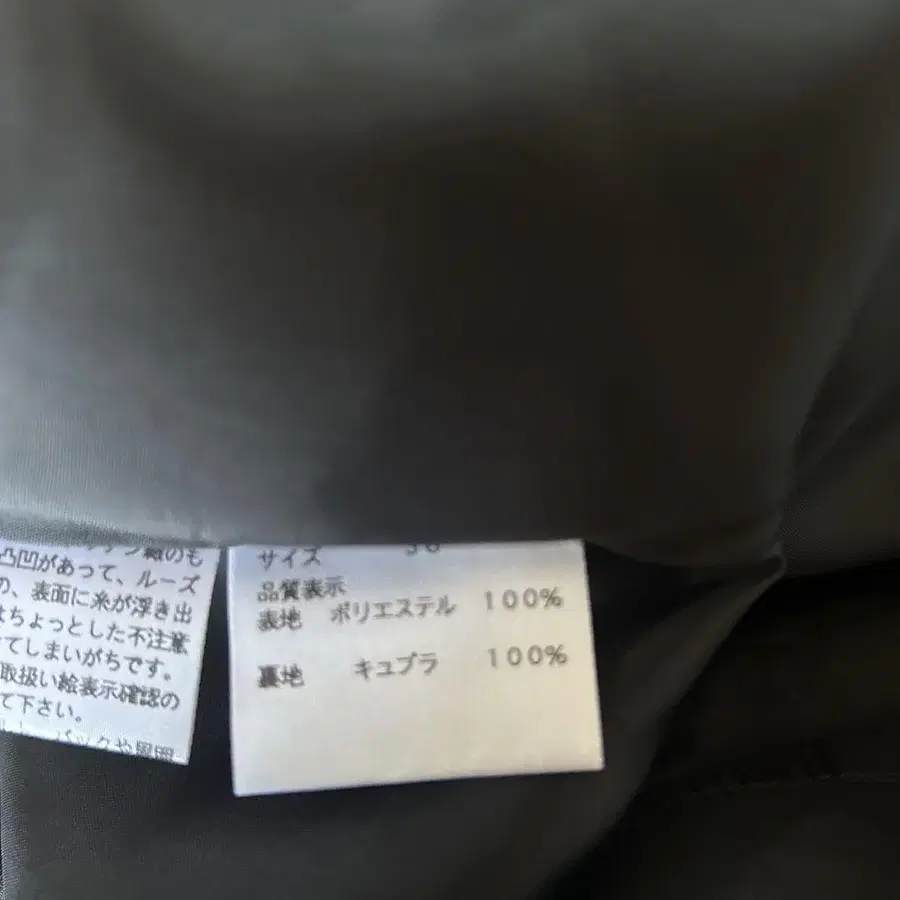 凸凹があって、ルーズ
の、表面に糸が浮き出
はちょっとした不注意
てしまいがちです。
取扱い絵表示確認の
て下さい。
サイズ
品質表示
表地 ポリエステル 100%
裏地 キュプラ 100%